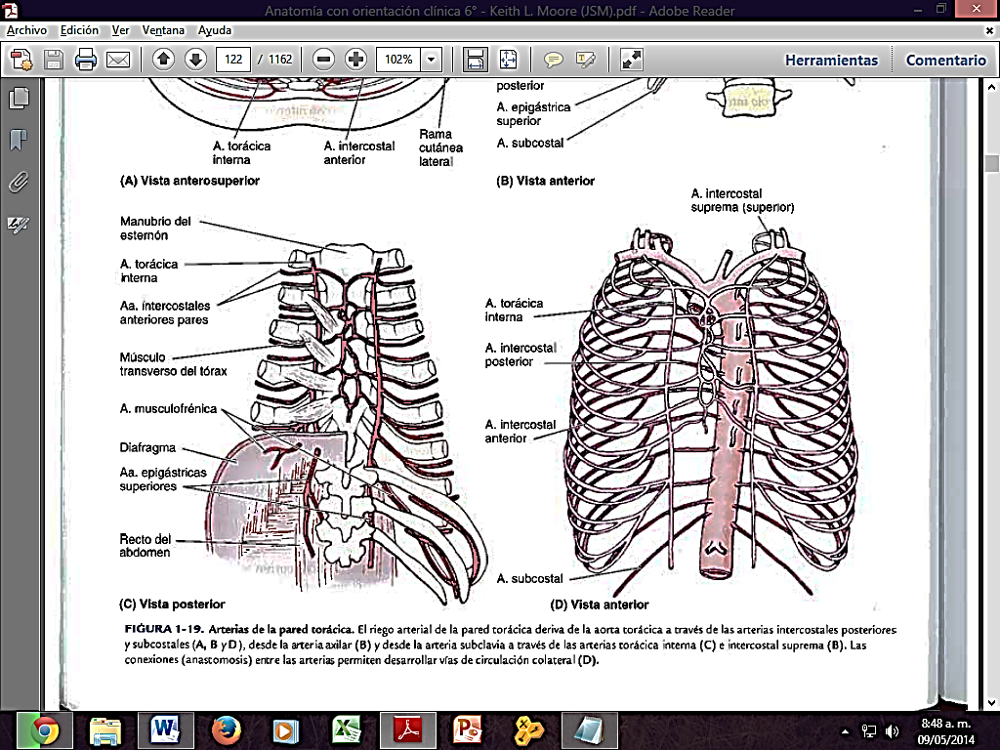 Anatomía con orientación clínica 6° - Keith L. Moore (JSM).pdf - Adobe Reader
Archivo Edición Ver Ventana Ayuda
122 / 1162 102% Herramientas Comentario
A. torácica
interna
A. intercostal
anterior
Rama
cutánea
lateral
(A) Vista anterosuperior
posterior
A. epigástrica
superior
A. subcostal
(B) Vista anterior
Manubrio del
esternón
A. torácica
interna
Aa. intercostales
anteriores pares
Músculo
transverso del tórax
A. musculofrénica
Diafragma
Aa. epigástricas
superiores
Recto del
abdomen
(C) Vista posterior
A. intercostal
suprema (superior)
A. torácica
interna
A. intercostal
posterior
A. intercostal
anterior
A. subcostal
(D) Vista anterior
FIGURA 1-19. Arterias de la pared torácica. El riego arterial de la pared torácica deriva de la aorta torácica a través de las arterias intercostales posteriores
y subcostales (A, B y D), desde la arteria axilar (B) y desde la arteria subclavia a través de las arterias torácica interna (C) e intercostal suprema (B). Las
conexiones (anastomosis) entre las arterias permiten desarrollar vías de circulación colateral (D).
8:48 a. m.
09/05/2014